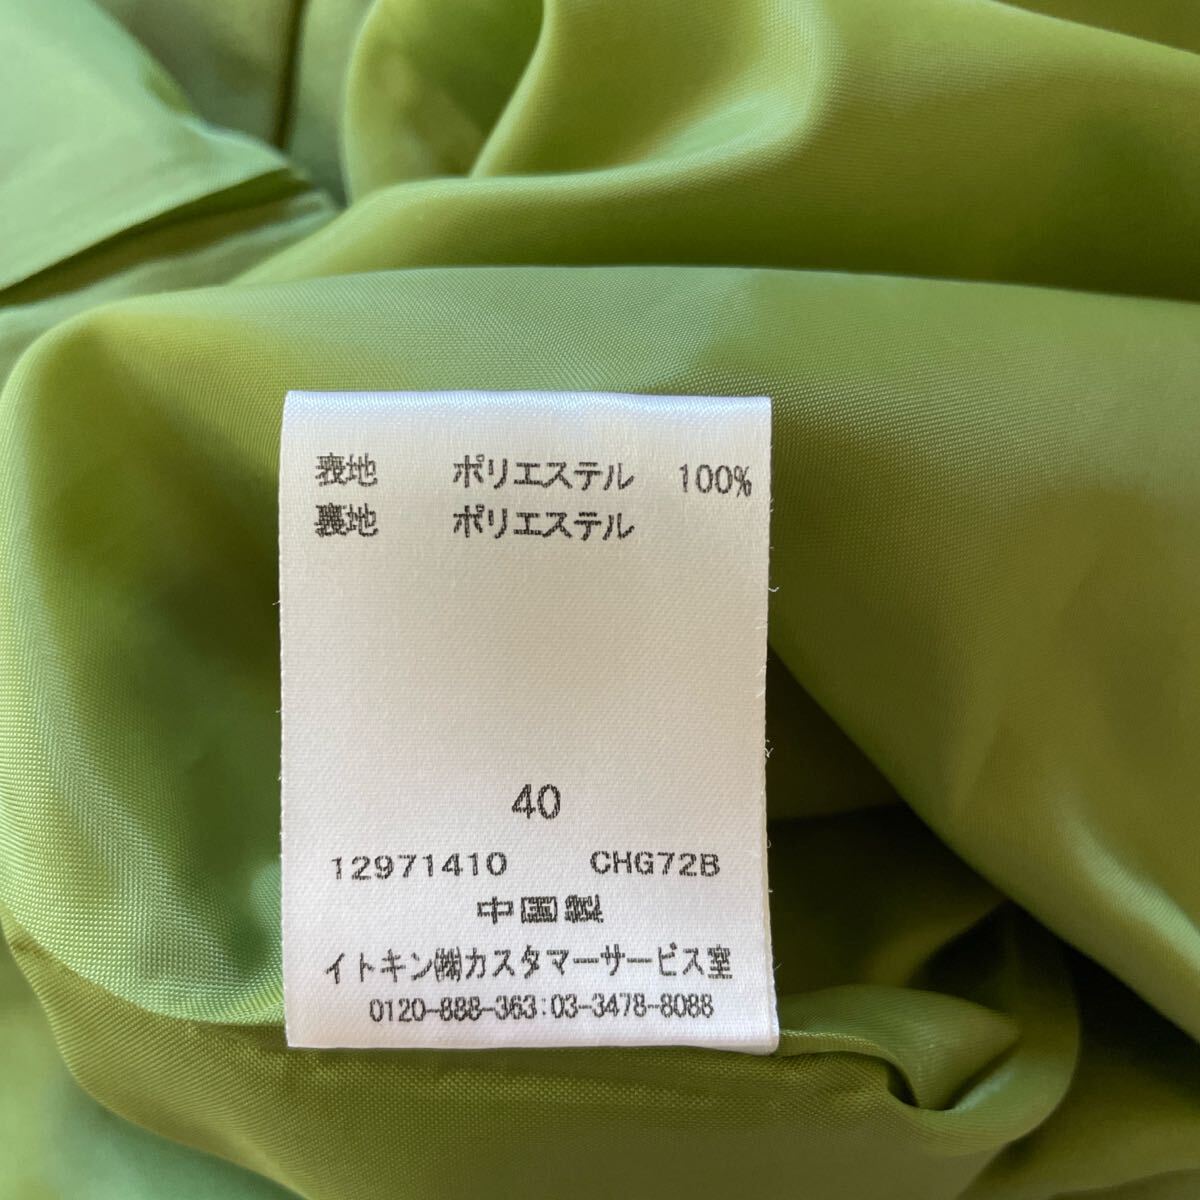 表地 ポリエステル 100%
裏地 ポリエステル
40
12971410 CHG72B
中国製
イトキン㈱カスタマーサービス室
0120-888-363:03-3478-8088